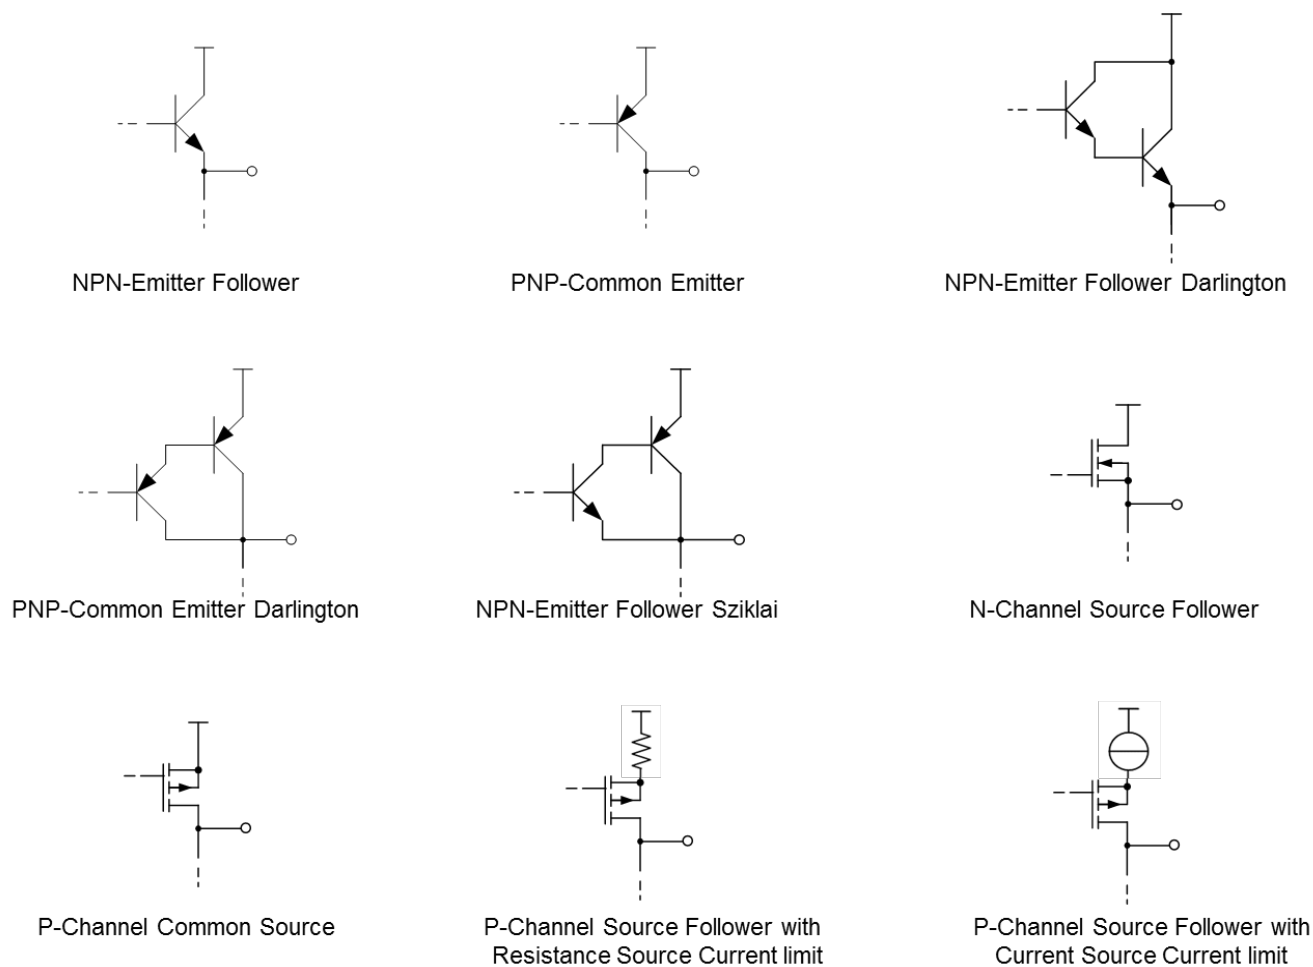 NPN-Emitter Follower
PNP-Common Emitter
NPN-Emitter Follower Darlington
PNP-Common Emitter Darlington
NPN-Emitter Follower Sziklai
N-Channel Source Follower
P-Channel Common Source
P-Channel Source Follower with
Resistance Source Current limit
P-Channel Source Follower with
Current Source Current limit